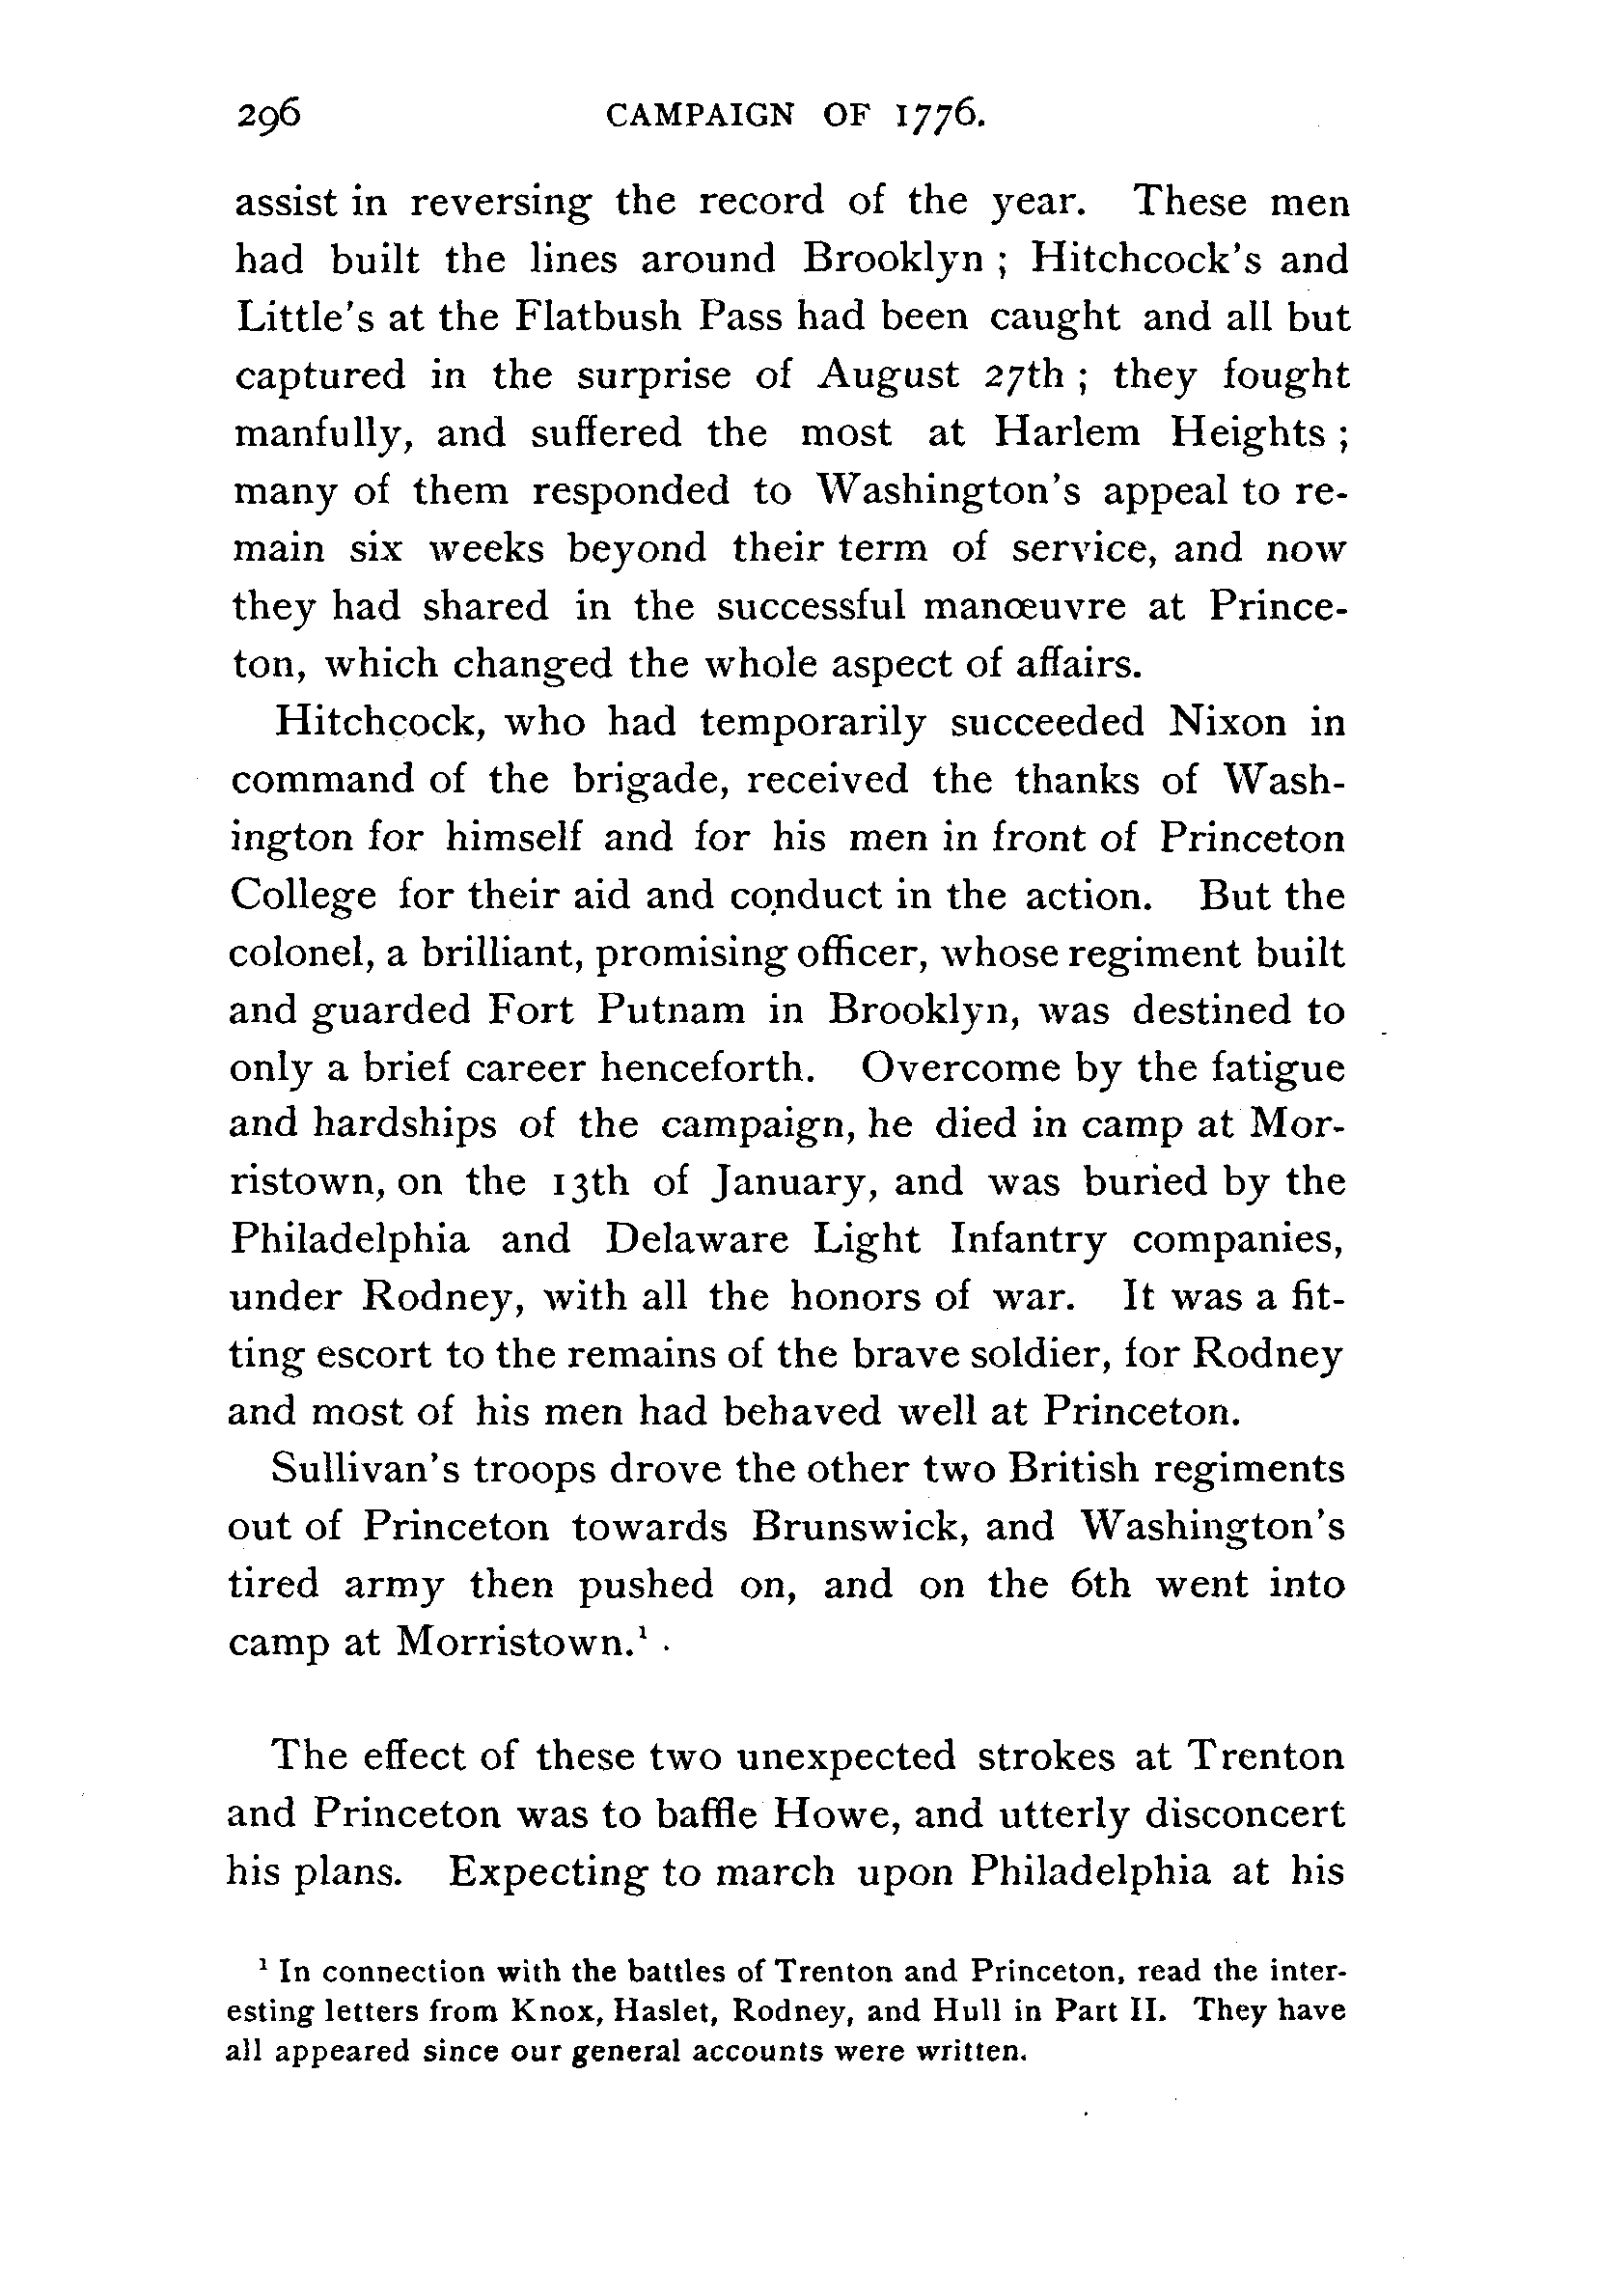 296 CAMPAIGN OF 1776.
assist in reversing the record of the year. These men
had built the lines around Brooklyn ; Hitchcock's and
Little's at the Flatbush Pass had been caught and all but
captured in the surprise of August 27th ; they fought
manfully, and suffered the most at Harlem Heights ;
many of them responded to Washington's appeal to re-
main six weeks beyond their term of service, and now
they had shared in the successful manœuvre at Prince-
ton, which changed the whole aspect of affairs.
Hitchcock, who had temporarily succeeded Nixon in
command of the brigade, received the thanks of Wash-
ington for himself and for his men in front of Princeton
College for their aid and conduct in the action. But the
colonel, a brilliant, promising officer, whose regiment built
and guarded Fort Putnam in Brooklyn, was destined to
only a brief career henceforth. Overcome by the fatigue
and hardships of the campaign, he died in camp at Mor-
ristown, on the 13th of January, and was buried by the
Philadelphia and Delaware Light Infantry companies,
under Rodney, with all the honors of war. It was a fit-
ting escort to the remains of the brave soldier, for Rodney
and most of his men had behaved well at Princeton.
Sullivan's troops drove the other two British regiments
out of Princeton towards Brunswick, and Washington's
tired army then pushed on, and on the 6th went into
camp at Morristown.¹
The effect of these two unexpected strokes at Trenton
and Princeton was to baffle Howe, and utterly disconcert
his plans. Expecting to march upon Philadelphia at his
¹ In connection with the battles of Trenton and Princeton, read the inter-
esting letters from Knox, Haslet, Rodney, and Hull in Part II. They have
all appeared since our general accounts were written.